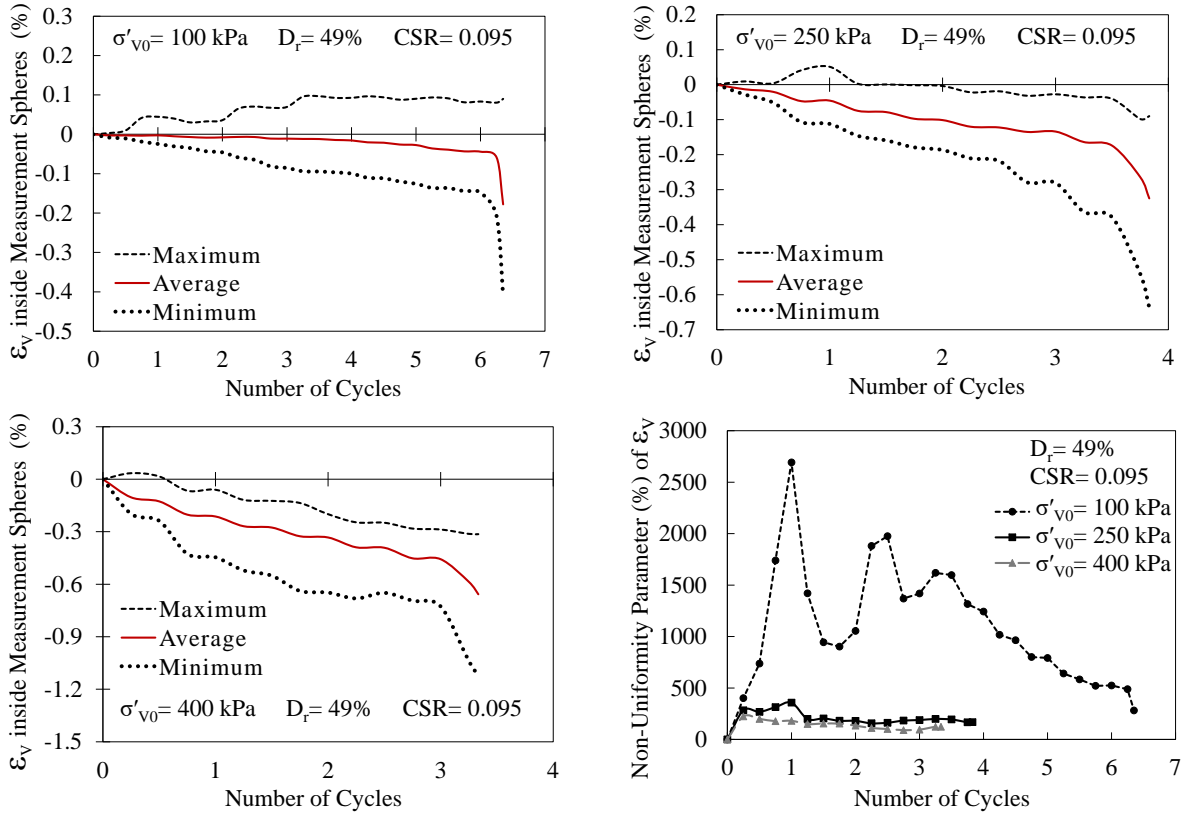 σ′V0= 100 kPa Dr= 49% CSR= 0.095
εV inside Measurement Spheres (%)
0.3
0.2
0.1
0
-0.1
-0.2
-0.3
-0.4
-0.5
Maximum
Average
Minimum
0 1 2 3 4 5 6 7
Number of Cycles
σ′V0= 250 kPa Dr= 49% CSR= 0.095
εV inside Measurement Spheres (%)
0.2
0.1
0
-0.1
-0.2
-0.3
-0.4
-0.5
-0.6
-0.7
Maximum
Average
Minimum
0 1 2 3 4
Number of Cycles
εV inside Measurement Spheres (%)
0.3
0
-0.3
-0.6
-0.9
-1.2
-1.5
Maximum
Average
Minimum
σ′V0= 400 kPa Dr= 49% CSR= 0.095
0 1 2 3 4
Number of Cycles
Non-Uniformity Parameter (%) of εV
3000
2500
2000
1500
1000
500
0
Dr= 49%
CSR= 0.095
σ′V0= 100 kPa
σ′V0= 250 kPa
σ′V0= 400 kPa
0 1 2 3 4 5 6 7
Number of Cycles